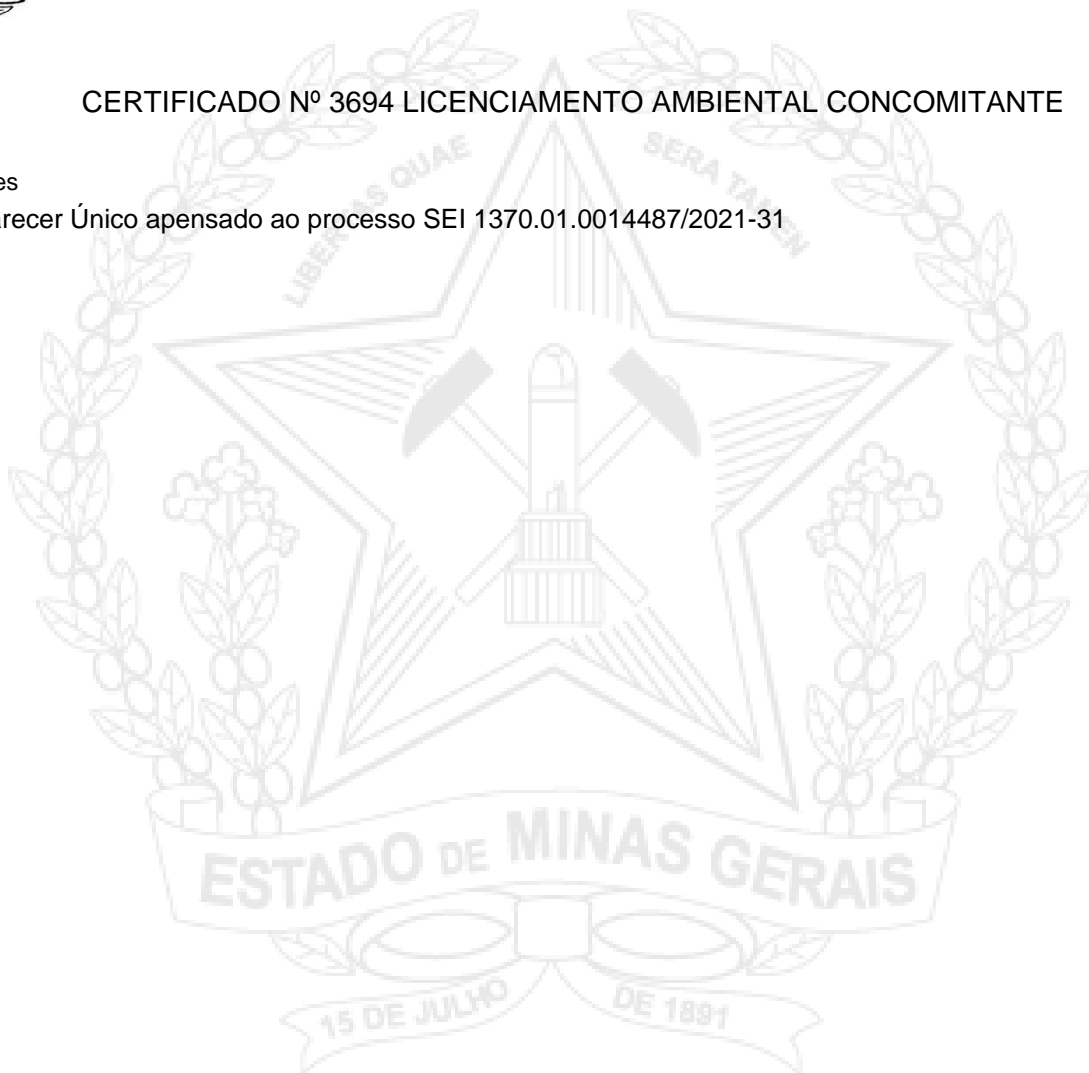 CERTIFICADO Nº 3694 LICENCIAMENTO AMBIENTAL CONCOMITANTE
es
arecer Único apensado ao processo SEI 1370.01.0014487/2021-31
LIBERTAS QUAE SERA TAMEN
ESTADO DE MINAS GERAIS
15 DE JULHO DE 1891